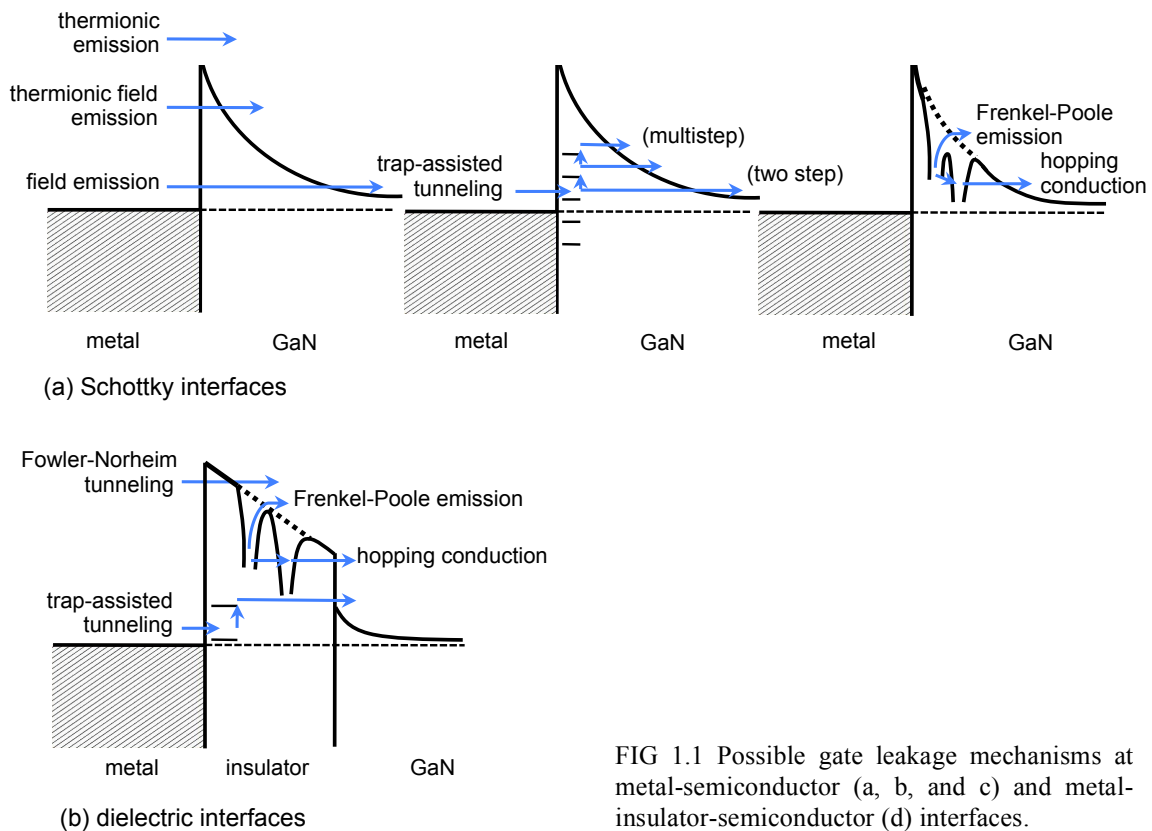 thermionic
emission
thermionic field
emission
field emission
metal
GaN
trap-assisted
tunneling
(multistep)
(two step)
metal
GaN
Frenkel-Poole
emission
hopping
conduction
metal
GaN
(a) Schottky interfaces
Fowler-Norheim
tunneling
Frenkel-Poole emission
hopping conduction
trap-assisted
tunneling
metal
insulator
GaN
(b) dielectric interfaces
FIG 1.1 Possible gate leakage mechanisms at
metal-semiconductor (a, b, and c) and metal-
insulator-semiconductor (d) interfaces.